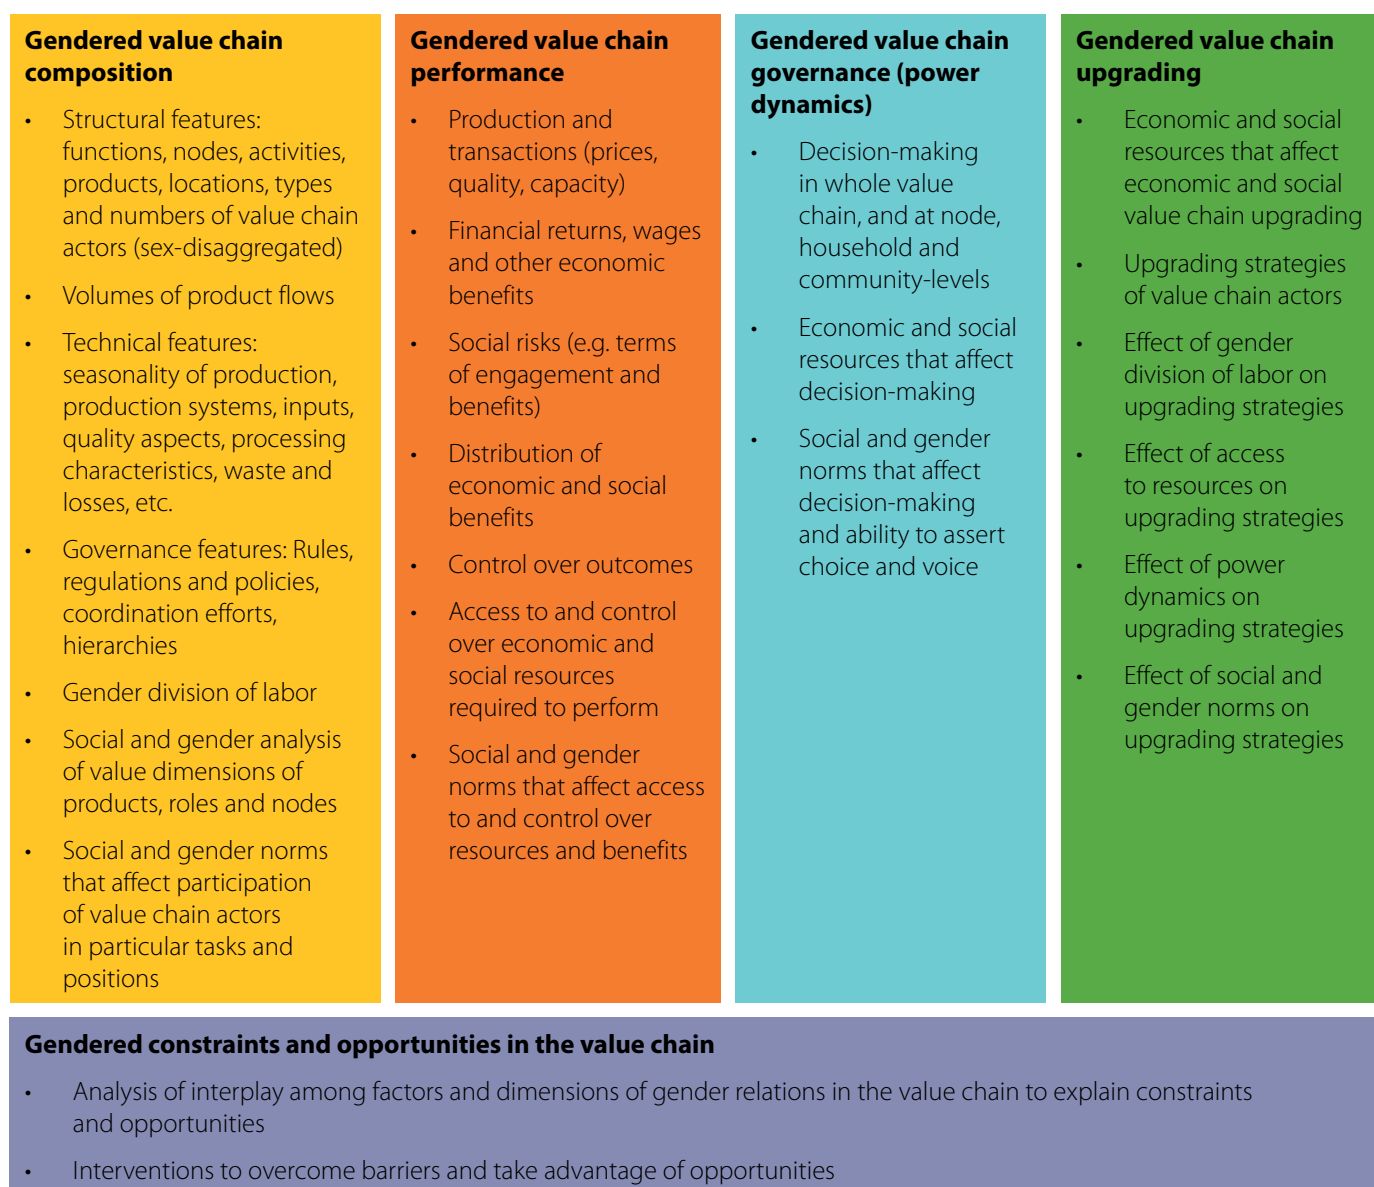 Gendered value chain
composition
• Structural features:
functions, nodes, activities,
products, locations, types
and numbers of value chain
actors (sex-disaggregated)
• Volumes of product flows
• Technical features:
seasonality of production,
production systems, inputs,
quality aspects, processing
characteristics, waste and
losses, etc.
• Governance features: Rules,
regulations and policies,
coordination efforts,
hierarchies
• Gender division of labor
• Social and gender analysis
of value dimensions of
products, roles and nodes
• Social and gender norms
that affect participation
of value chain actors
in particular tasks and
positions
Gendered value chain
performance
• Production and
transactions (prices,
quality, capacity)
• Financial returns, wages
and other economic
benefits
• Social risks (e.g. terms
of engagement and
benefits)
• Distribution of
economic and social
benefits
• Control over outcomes
• Access to and control
over economic and
social resources
required to perform
• Social and gender
norms that affect access
to and control over
resources and benefits
Gendered value chain
governance (power
dynamics)
• Decision-making
in whole value
chain, and at node,
household and
community-levels
• Economic and social
resources that affect
decision-making
• Social and gender
norms that affect
decision-making
and ability to assert
choice and voice
Gendered value chain
upgrading
• Economic and social
resources that affect
economic and social
value chain upgrading
• Upgrading strategies
of value chain actors
• Effect of gender
division of labor on
upgrading strategies
• Effect of access
to resources on
upgrading strategies
• Effect of power
dynamics on
upgrading strategies
• Effect of social and
gender norms on
upgrading strategies
Gendered constraints and opportunities in the value chain
• Analysis of interplay among factors and dimensions of gender relations in the value chain to explain constraints
and opportunities
• Interventions to overcome barriers and take advantage of opportunities